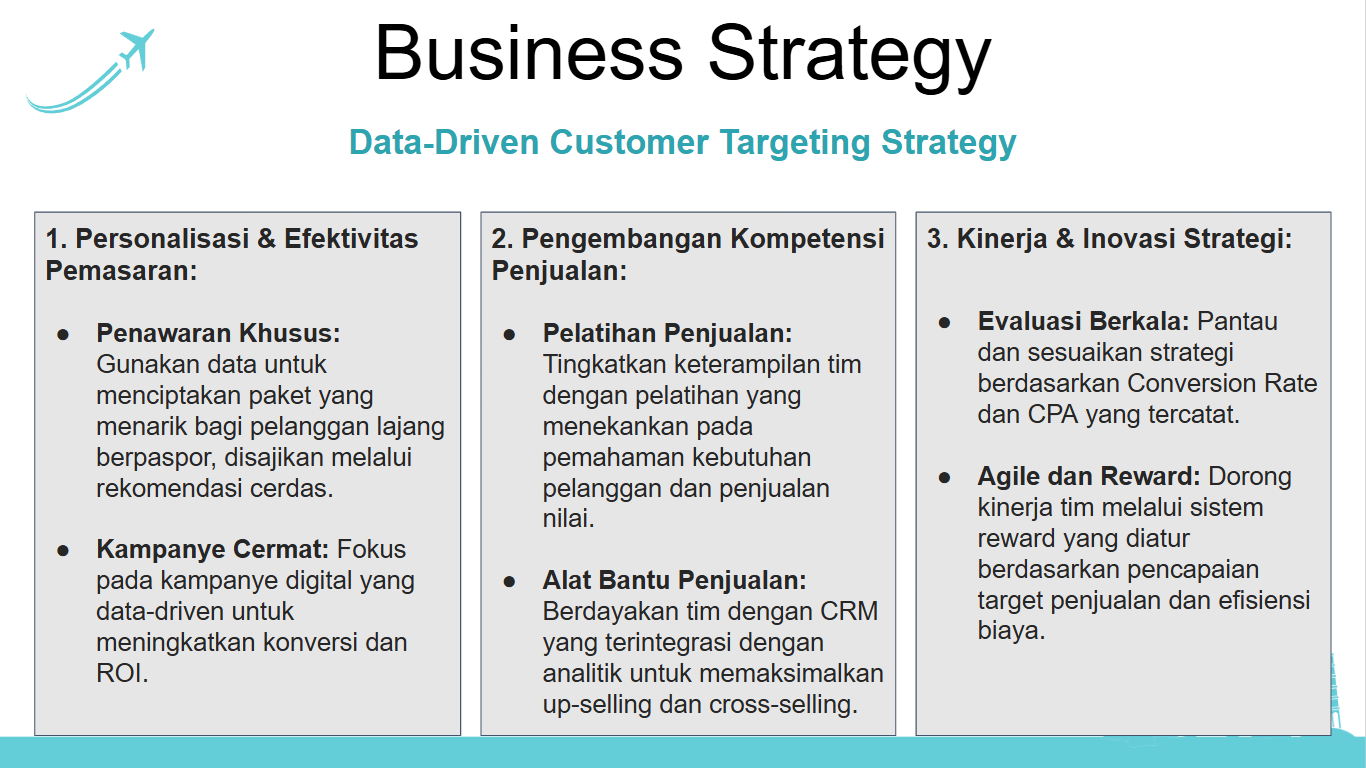 Business Strategy
Data-Driven Customer Targeting Strategy
1. Personalisasi & Efektivitas
Pemasaran:
● Penawaran Khusus:
Gunakan data untuk
menciptakan paket yang
menarik bagi pelanggan lajang
berpaspor, disajikan melalui
rekomendasi cerdas.
● Kampanye Cermat: Fokus
pada kampanye digital yang
data-driven untuk
meningkatkan konversi dan
ROI.
2. Pengembangan Kompetensi
Penjualan:
● Pelatihan Penjualan:
Tingkatkan keterampilan tim
dengan pelatihan yang
menekankan pada
pemahaman kebutuhan
pelanggan dan penjualan
nilai.
● Alat Bantu Penjualan:
Berdayakan tim dengan CRM
yang terintegrasi dengan
analitik untuk memaksimalkan
up-selling dan cross-selling.
3. Kinerja & Inovasi Strategi:
● Evaluasi Berkala: Pantau
dan sesuaikan strategi
berdasarkan Conversion Rate
dan CPA yang tercatat.
● Agile dan Reward: Dorong
kinerja tim melalui sistem
reward yang diatur
berdasarkan pencapaian
target penjualan dan efisiensi
biaya.